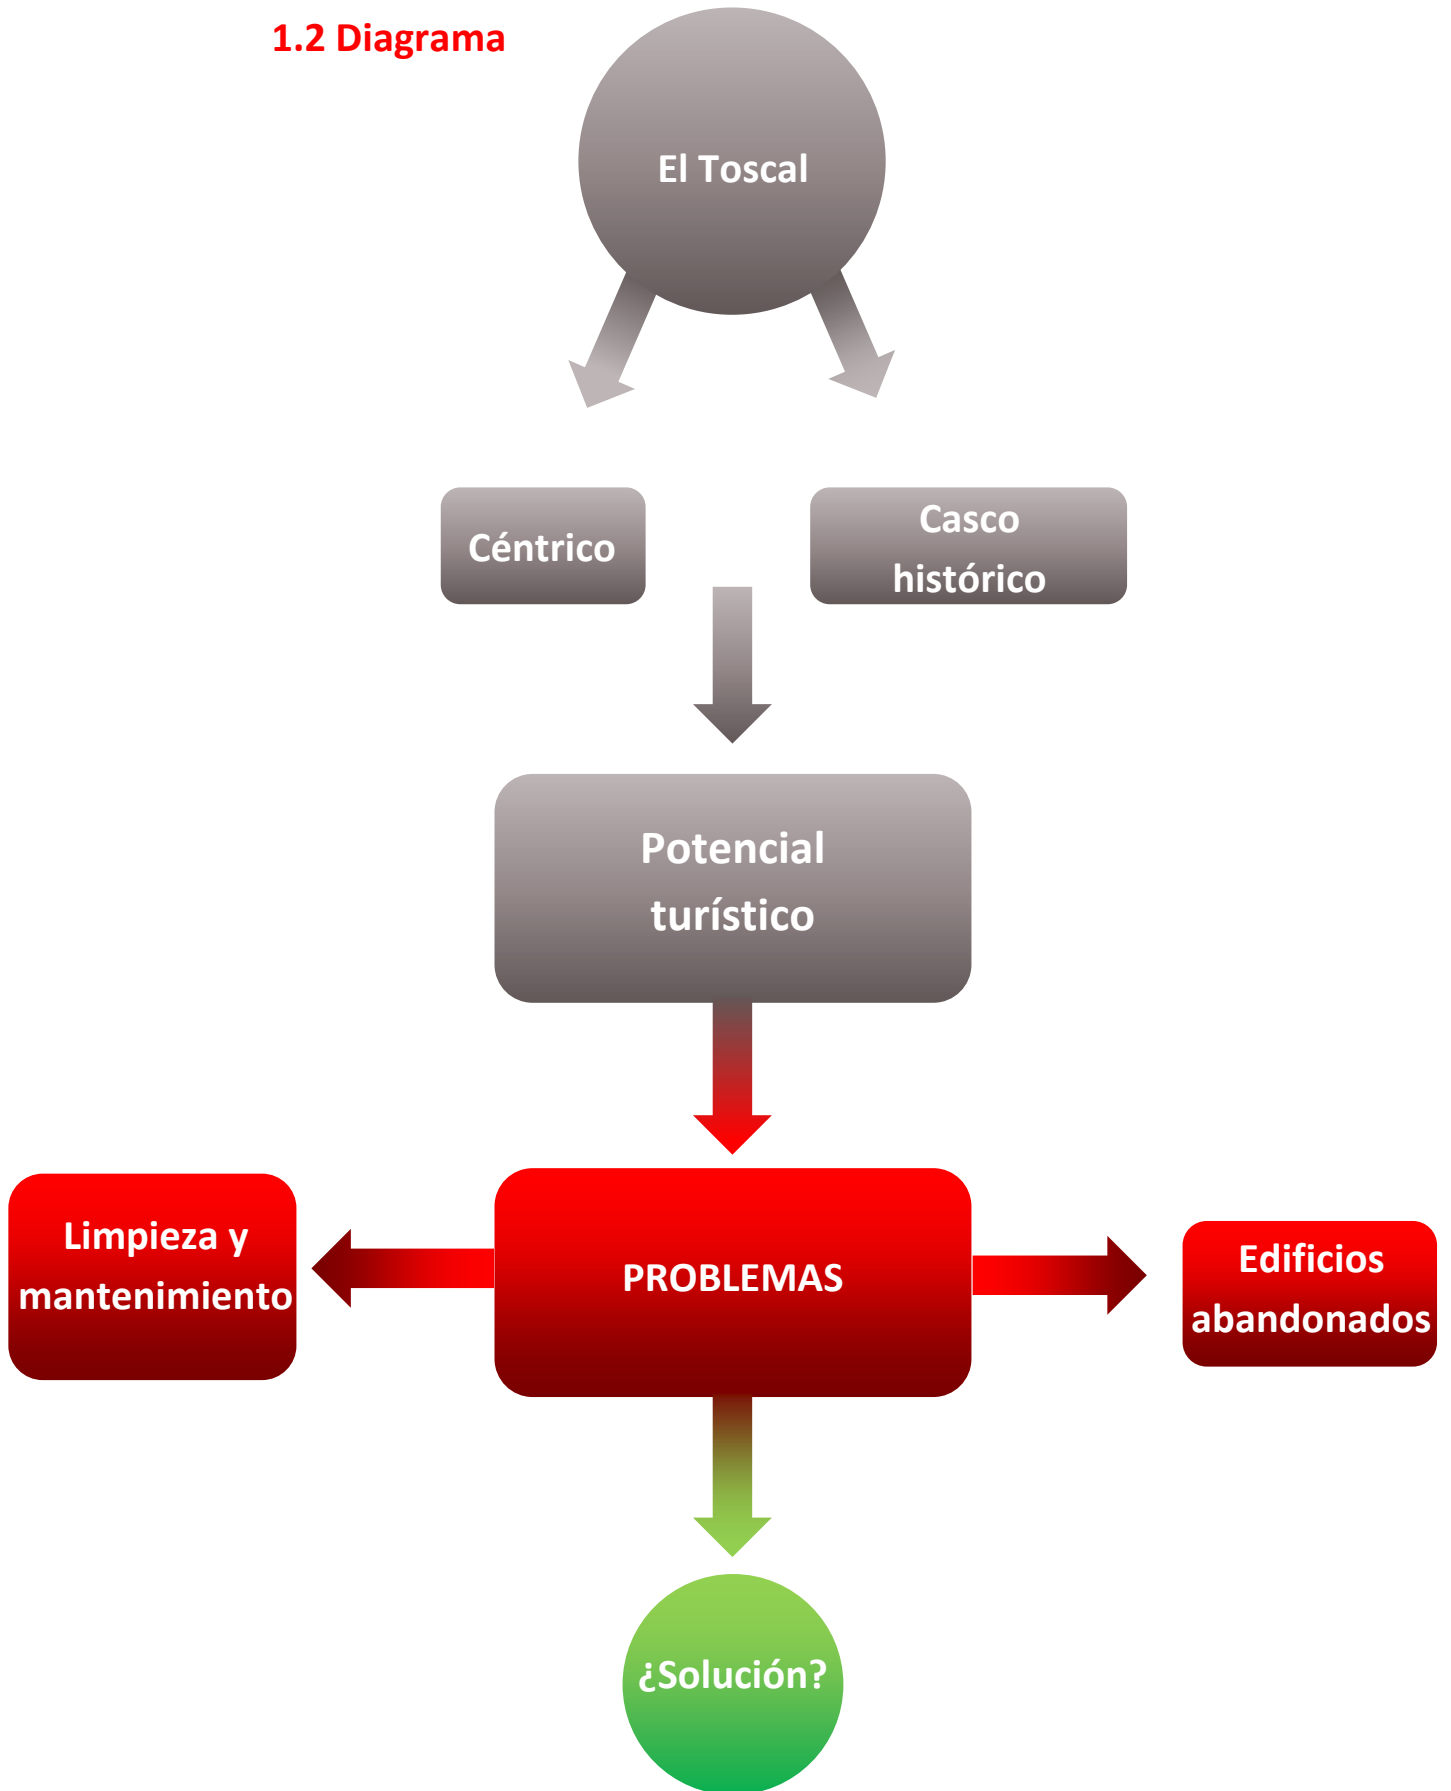 1.2 Diagrama
El Toscal
Céntrico
Casco
histórico
Potencial
turístico
Limpieza y
mantenimiento
PROBLEMAS
Edificios
abandonados
¿Solución?